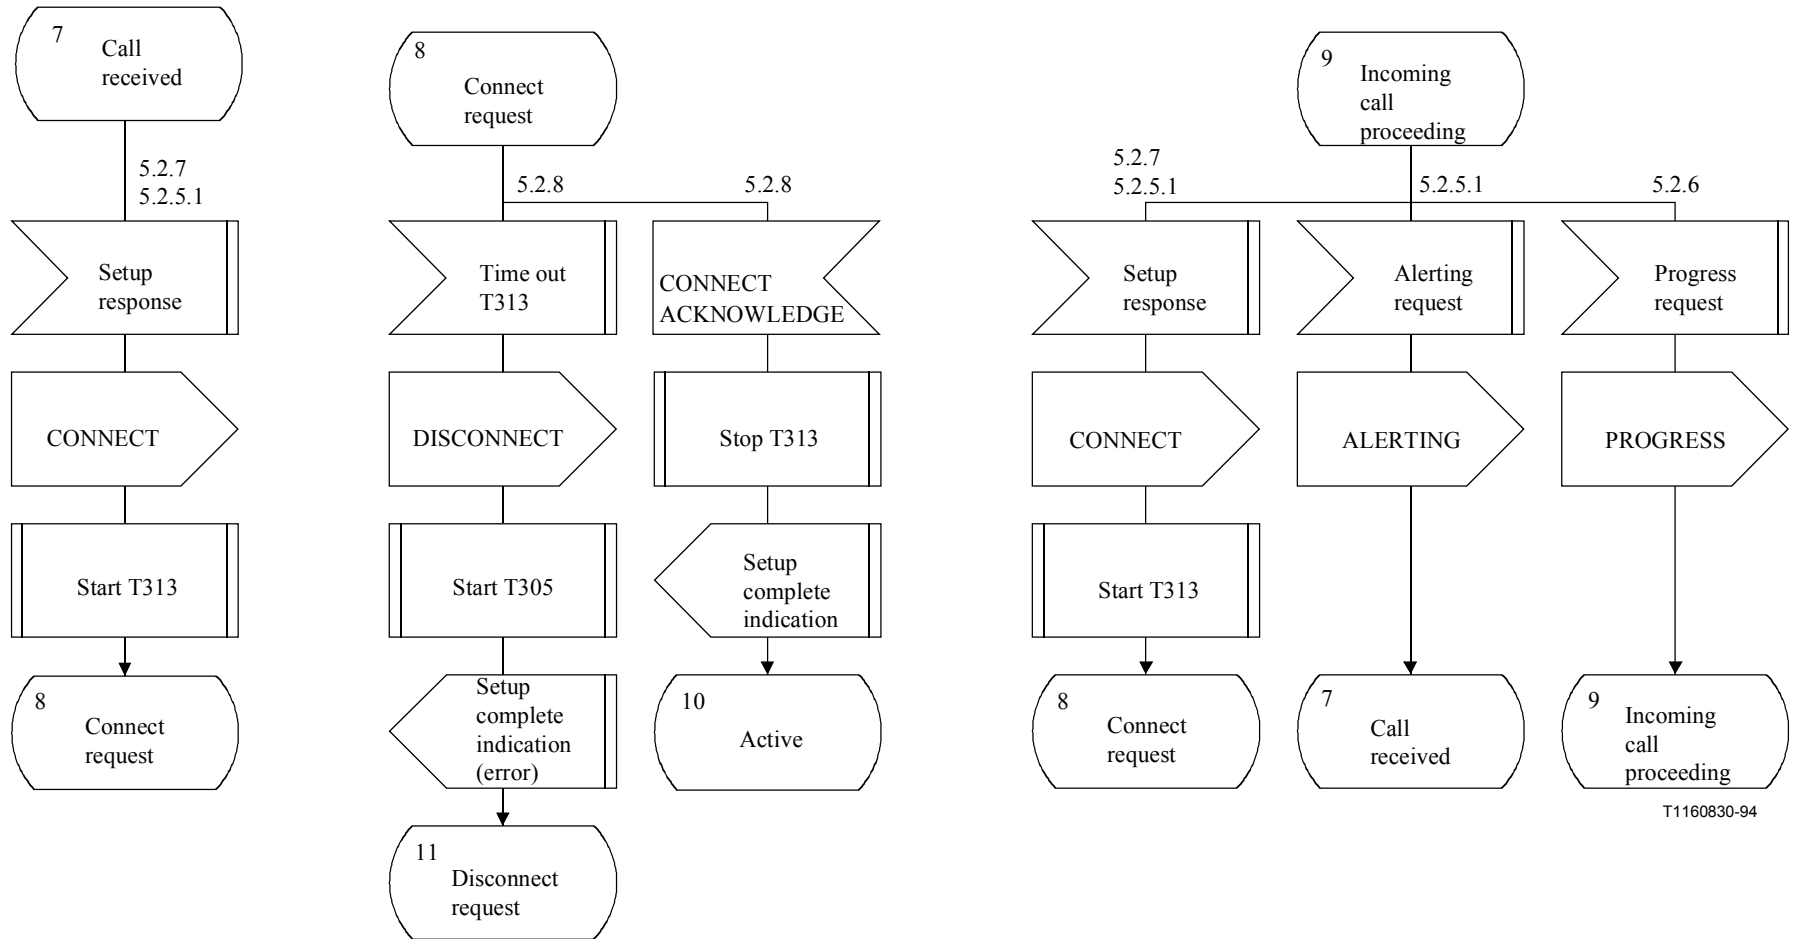 7
Call
received
5.2.7
5.2.5.1
Setup
response
CONNECT
Start T313
8
Connect
request
8
Connect
request
5.2.8
5.2.8
Time out
T313
DISCONNECT
Start T305
Setup
complete
indication
(error)
11
Disconnect
request
CONNECT
ACKNOWLEDGE
Stop T313
Setup
complete
indication
10
Active
9
Incoming
call
proceeding
5.2.7
5.2.5.1
5.2.5.1
5.2.6
Setup
response
CONNECT
Start T313
8
Connect
request
Alerting
request
ALERTING
7
Call
received
Progress
request
PROGRESS
9
Incoming
call
proceeding
T1160830-94